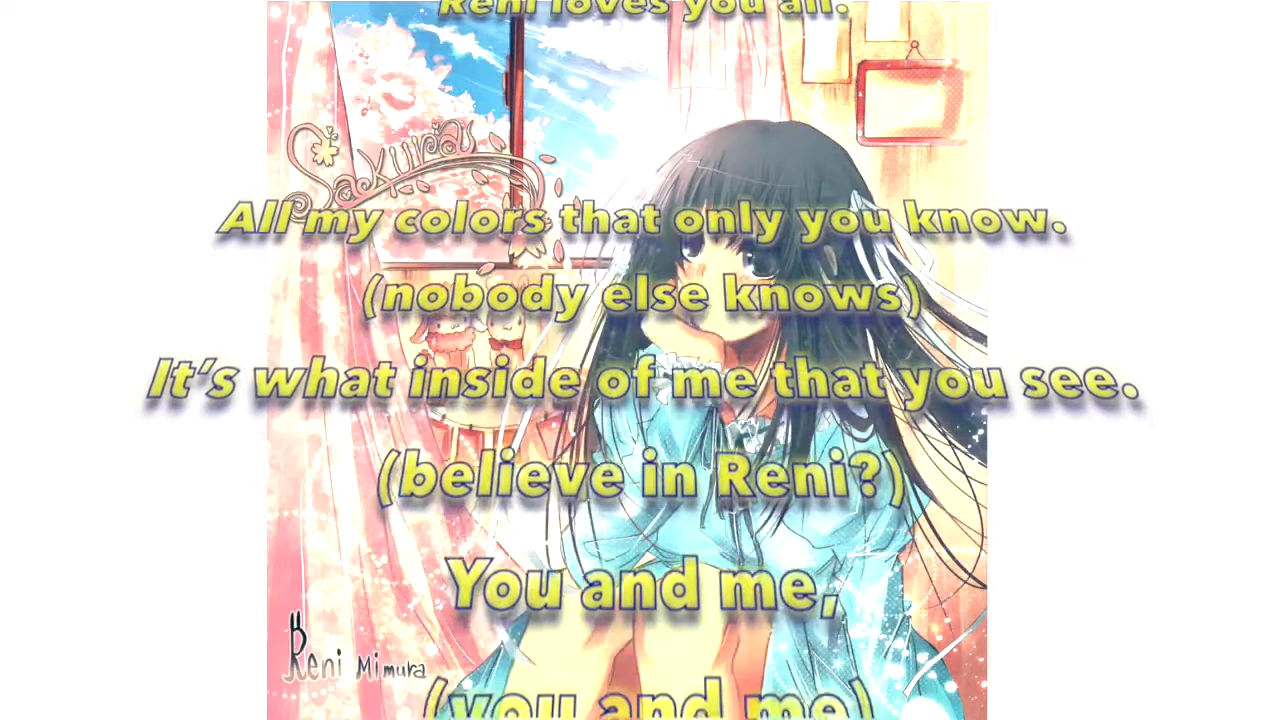 Reni loves you all.
Sakura
All my colors that only you know.
(nobody else knows)
It's what inside of me that you see.
(believe in Reni?)
You and me,
Reni Mimura
(you and me)